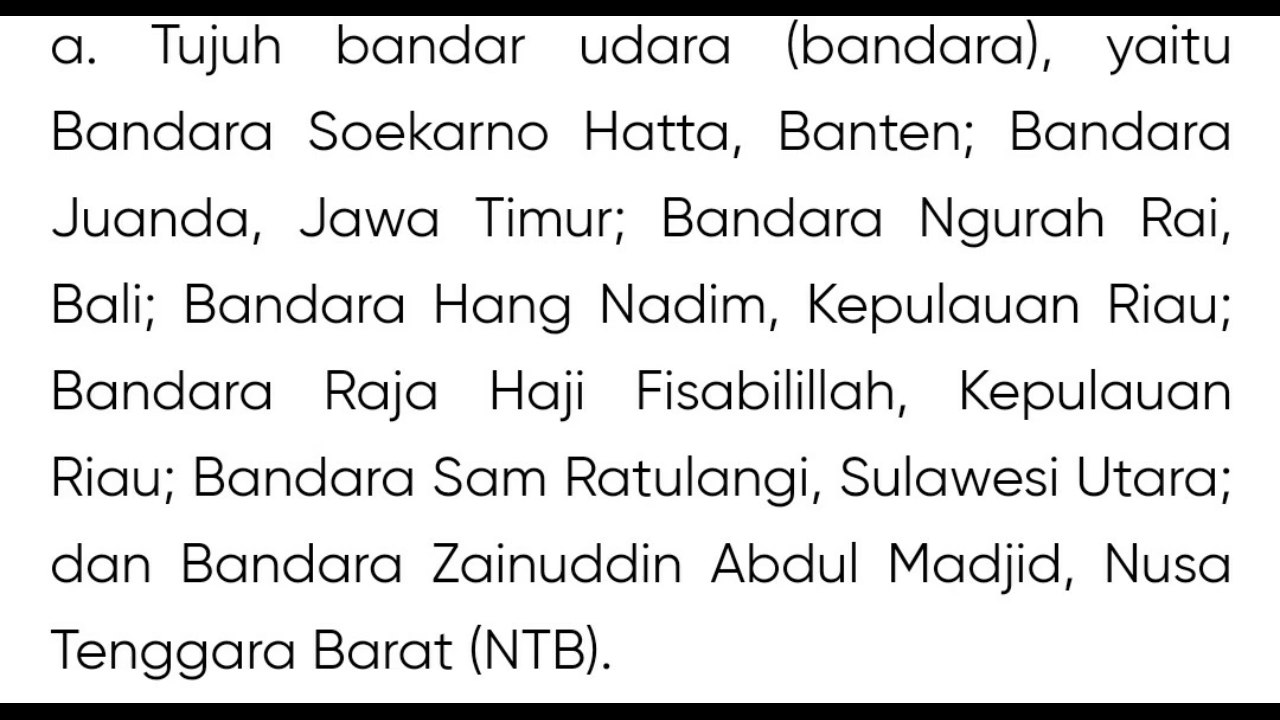 a. Tujuh bandar udara (bandara), yaitu
Bandara Soekarno Hatta, Banten; Bandara
Juanda, Jawa Timur; Bandara Ngurah Rai,
Bali; Bandara Hang Nadim, Kepulauan Riau;
Bandara Raja Haji Fisabilillah, Kepulauan
Riau; Bandara Sam Ratulangi, Sulawesi Utara;
dan Bandara Zainuddin Abdul Madjid, Nusa
Tenggara Barat (NTB).